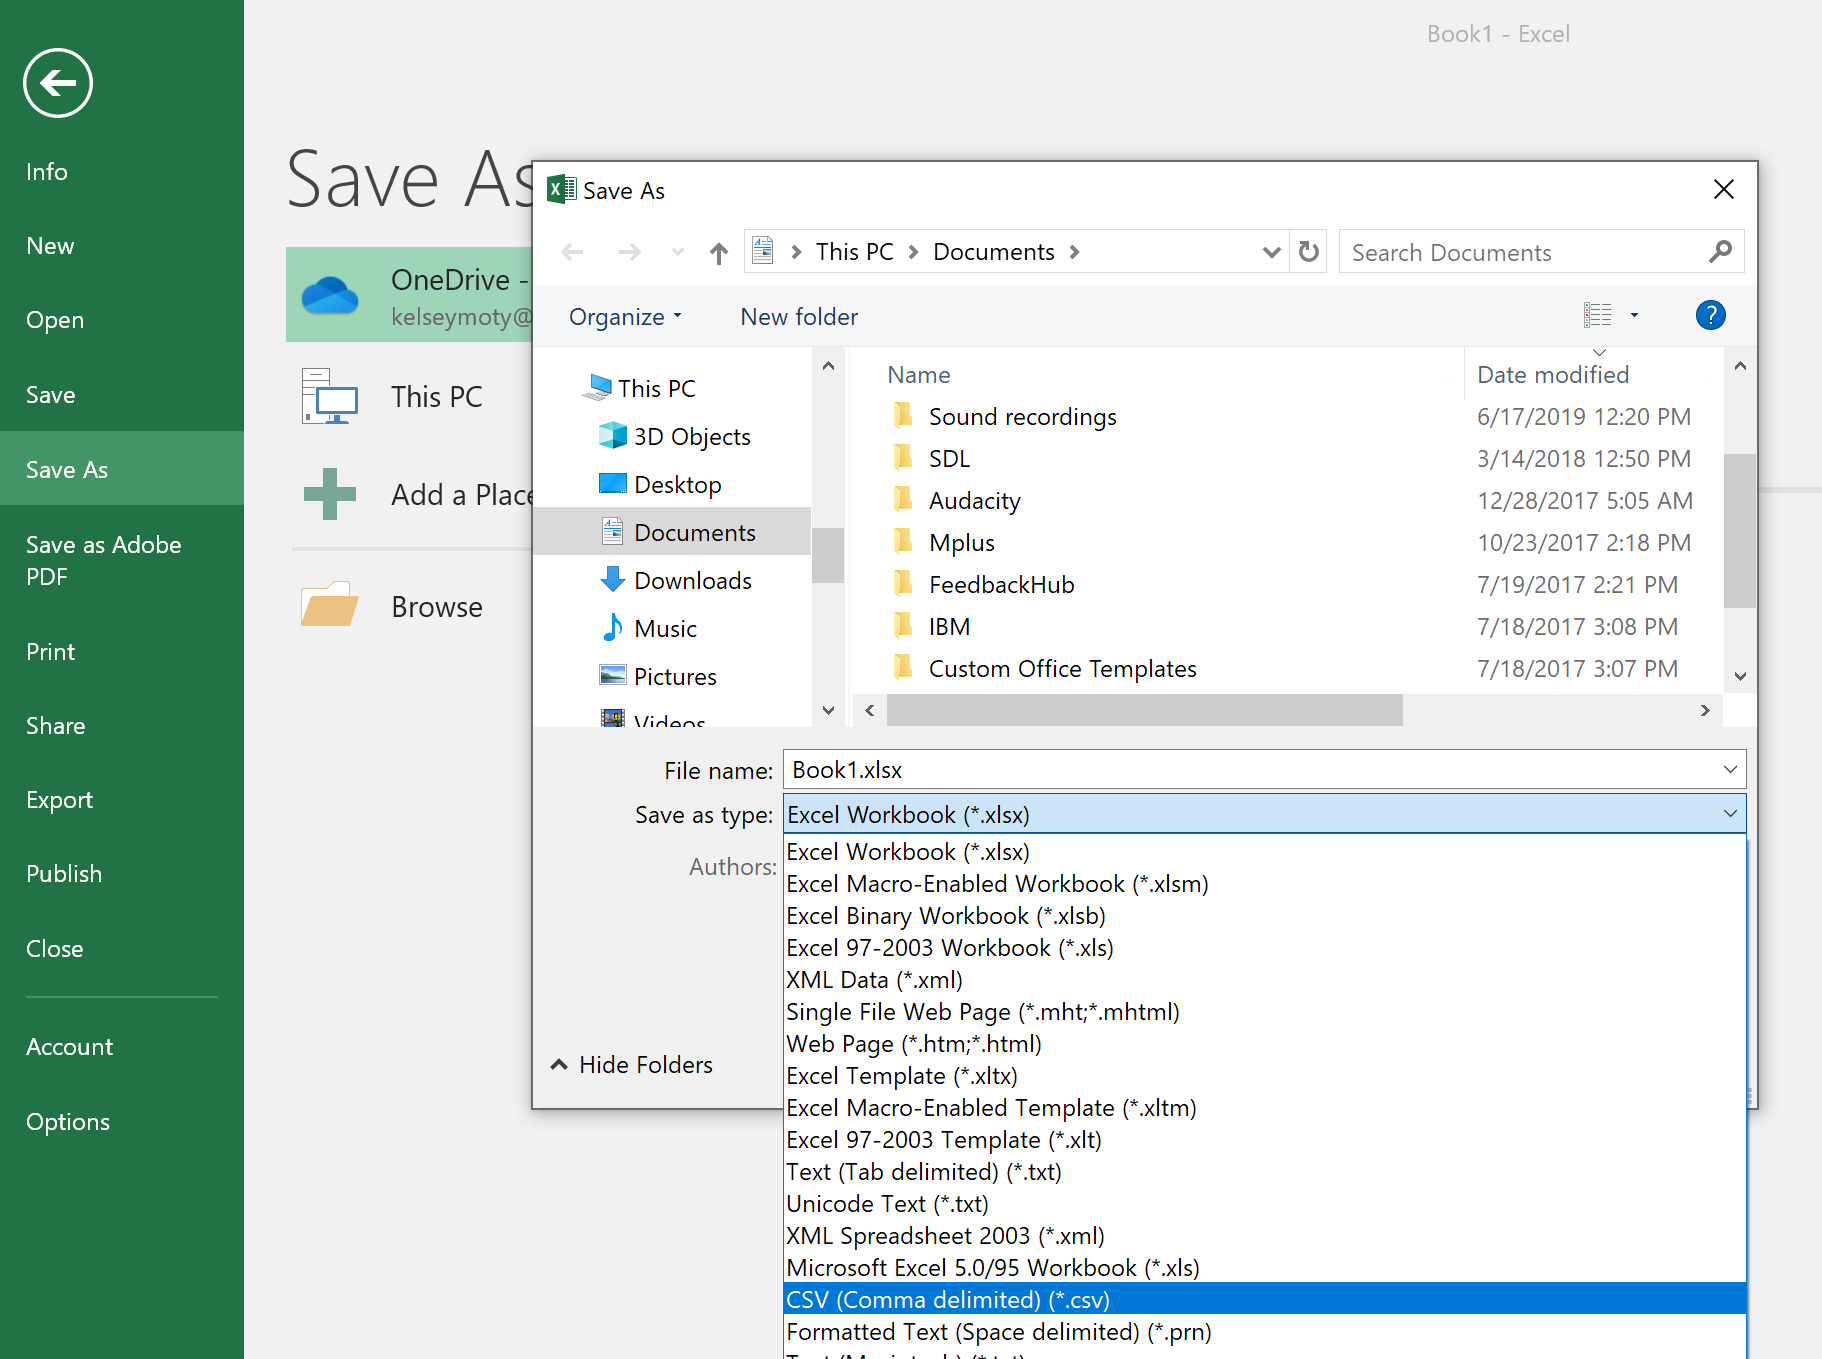 Book1 - Excel
Info
New
Open
Save
Save As
Save as Adobe
PDF
Print
Share
Export
Publish
Close
Account
Options
Save As
OneDrive -
kelseymoty@
This PC
Add a Place
Browse
Save As
This PC
Documents
Search Documents
Organize
New folder
?
This PC
3D Objects
Desktop
Documents
Downloads
Music
Pictures
Videos
Name Date modified
Sound recordings 6/17/2019 12:20 PM
SDL 3/14/2018 12:50 PM
Audacity 12/28/2017 5:05 AM
Mplus 10/23/2017 2:18 PM
FeedbackHub 7/19/2017 2:21 PM
IBM 7/18/2017 3:08 PM
Custom Office Templates 7/18/2017 3:07 PM
File name: Book1.xlsx
Save as type: Excel Workbook (*.xlsx)
Authors:
Excel Workbook (*.xlsx)
Excel Macro-Enabled Workbook (*.xlsm)
Excel Binary Workbook (*.xlsb)
Excel 97-2003 Workbook (*.xls)
XML Data (*.xml)
Single File Web Page (*.mht;*.mhtml)
Web Page (*.htm;*.html)
Excel Template (*.xltx)
Excel Macro-Enabled Template (*.xltm)
Excel 97-2003 Template (*.xlt)
Text (Tab delimited) (*.txt)
Unicode Text (*.txt)
XML Spreadsheet 2003 (*.xml)
Microsoft Excel 5.0/95 Workbook (*.xls)
CSV (Comma delimited) (*.csv)
Formatted Text (Space delimited) (*.prn)
Hide Folders